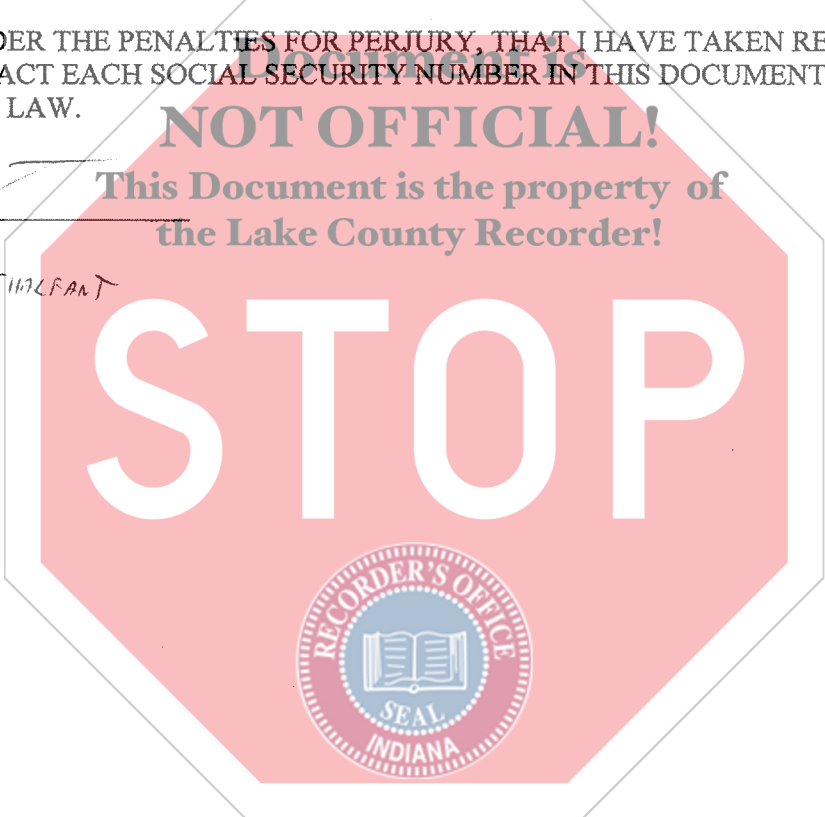 DER THE PENALTIES FOR PERJURY, THAT I HAVE TAKEN RE
Document is
ACT EACH SOCIAL SECURITY NUMBER IN THIS DOCUMENT
LAW.
NOT OFFICIAL!
This Document is the property of
the Lake County Recorder!
STOP
RECORDER'S OFFICE
SEAL
INDIANA